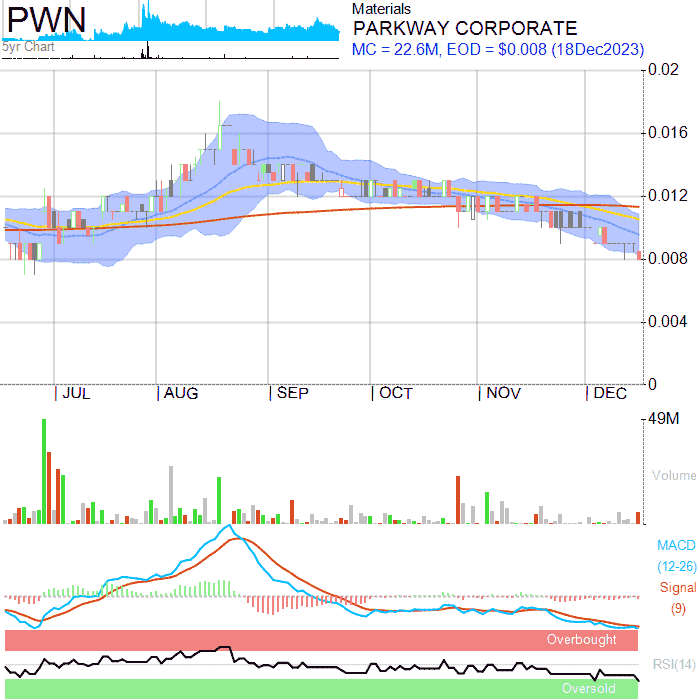 PWN
5yr Chart
Materials
PARKWAY CORPORATE
MC = 22.6M, EOD = $0.008 (18Dec2023)
0.02
0.016
0.012
0.008
0.004
0
JUL AUG SEP OCT NOV DEC
49M
Volume
MACD
(12-26)
Signal
(9)
Overbought
RSI(14)
Oversold